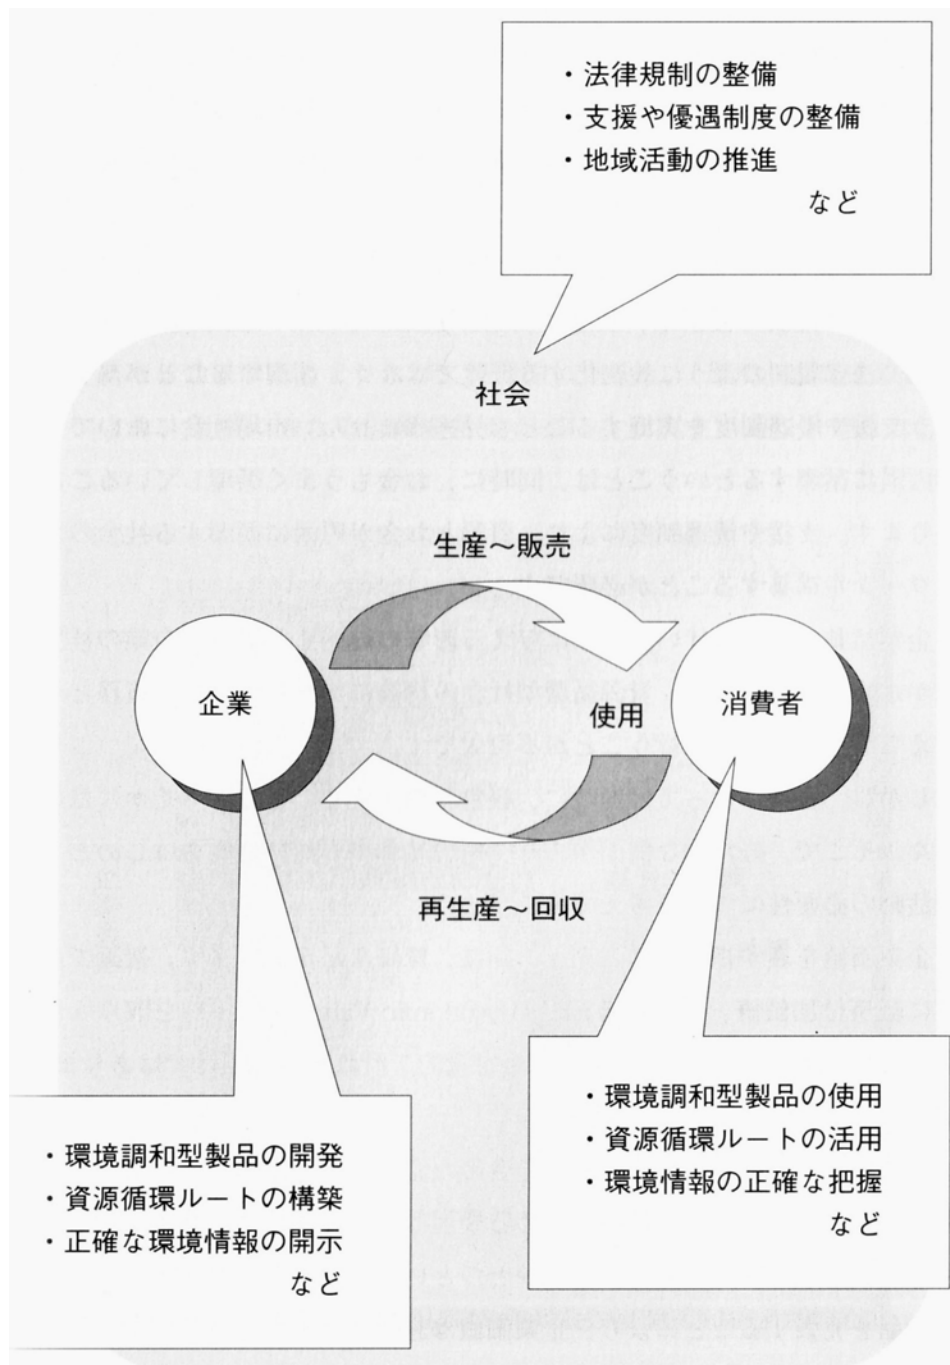 ・法律規制の整備
・支援や優遇制度の整備
・地域活動の推進
など
社会
生産～販売
企業
使用
消費者
再生産～回収
・環境調和型製品の使用
・資源循環ルートの活用
・環境情報の正確な把握
など
・環境調和型製品の開発
・資源循環ルートの構築
・正確な環境情報の開示
など